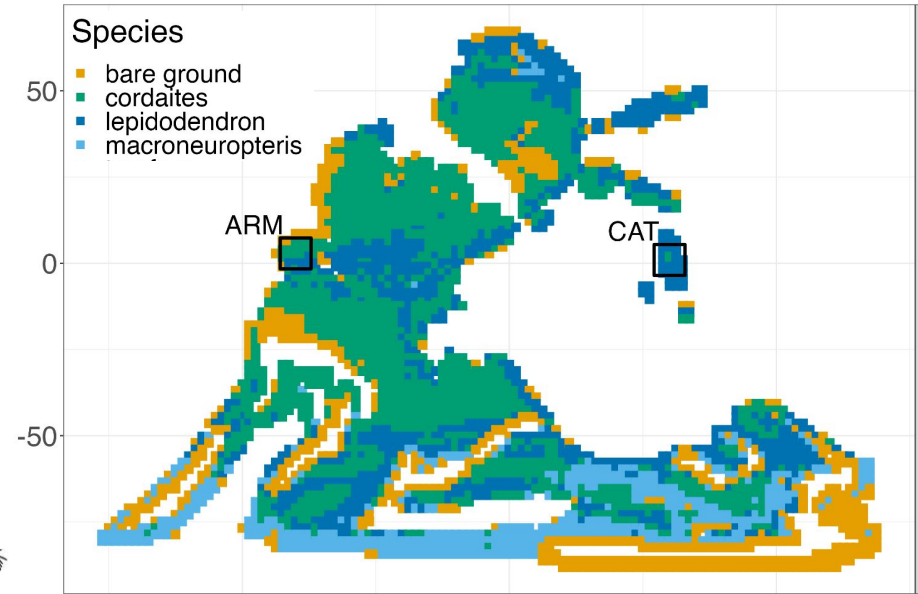 Species
bare ground
cordaites
lepidodendron
macroneuropteris
50
ARM
CAT
0
-50